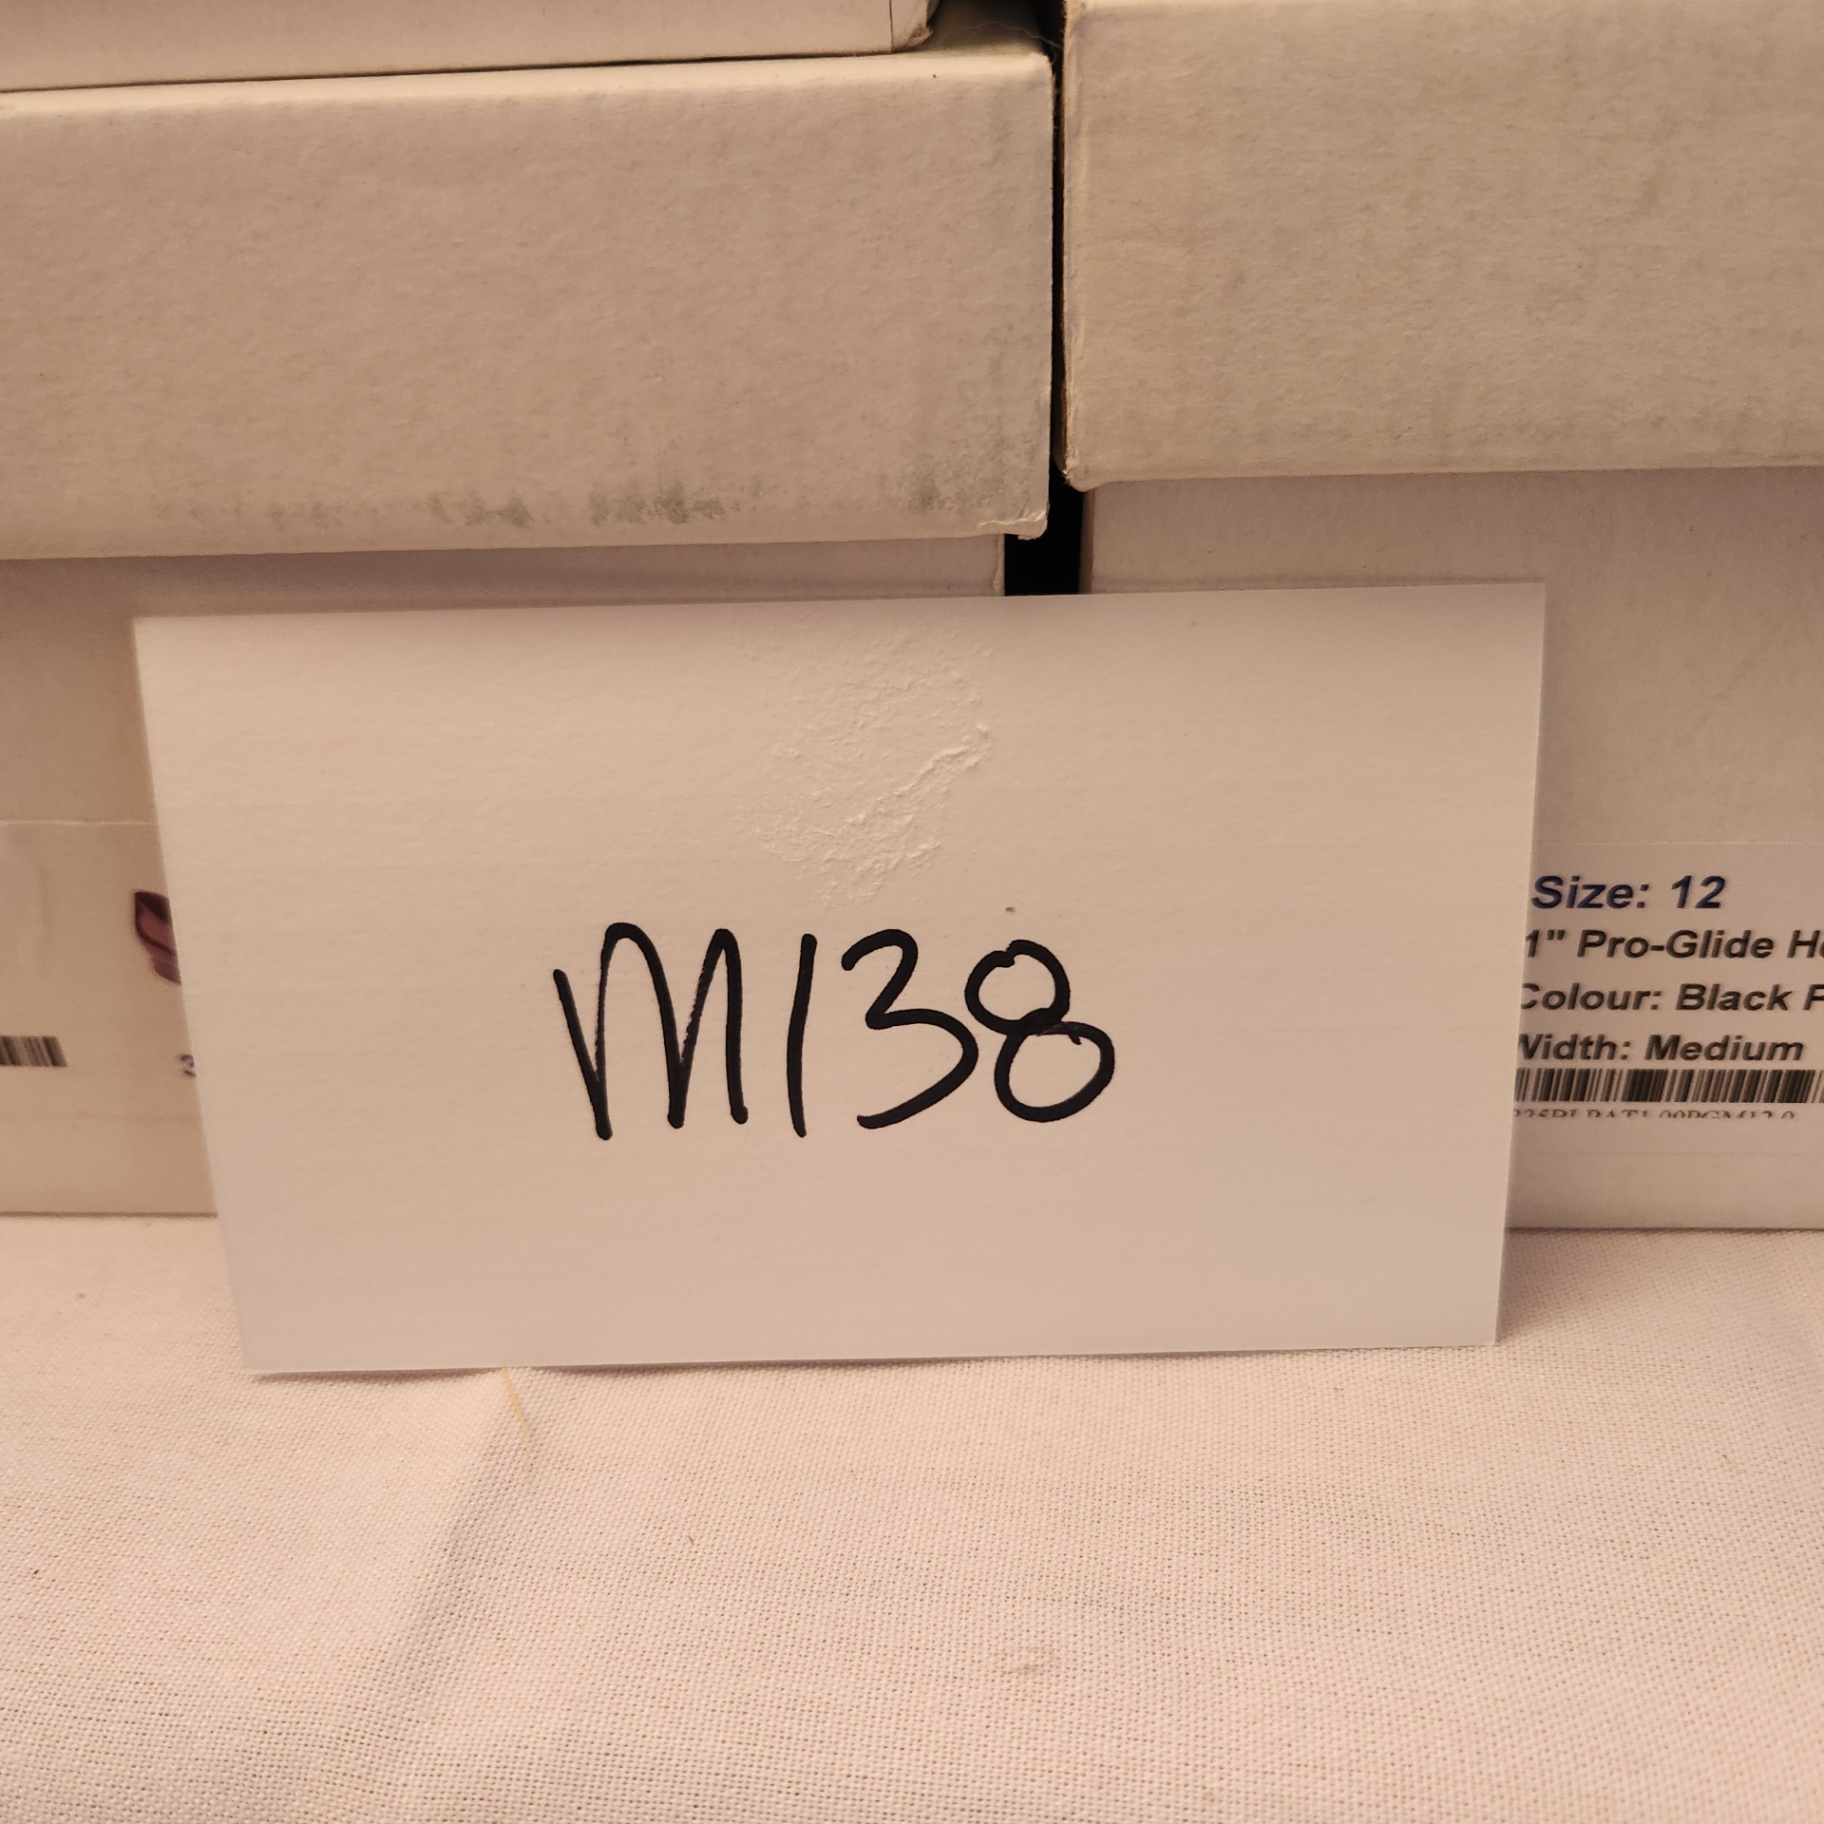 M138
Size: 12
1" Pro-Glide
Colour: Black
Width: Medium